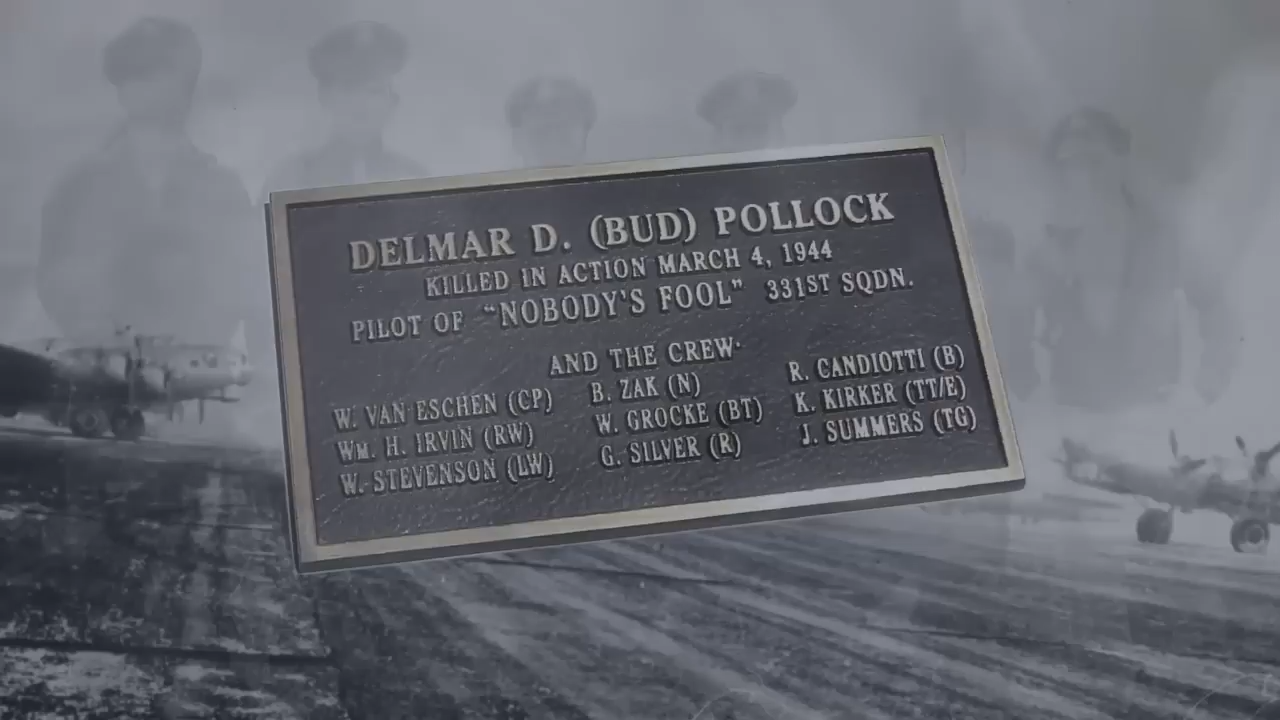 DELMAR D. (BUD) POLLOCK
KILLED IN ACTION MARCH 4, 1944
PILOT OF "NOBODY'S FOOL" 331ST SQDN.
AND THE CREW·
W. VAN ESCHEN (CP) B. ZAK (N) R. CANDIOTTI (B)
WM. H. IRVIN (RW) W. GROCKE (BT) K. KIRKER (TT/E)
W. STEVENSON (LW) G. SILVER (R) J. SUMMERS (TG)